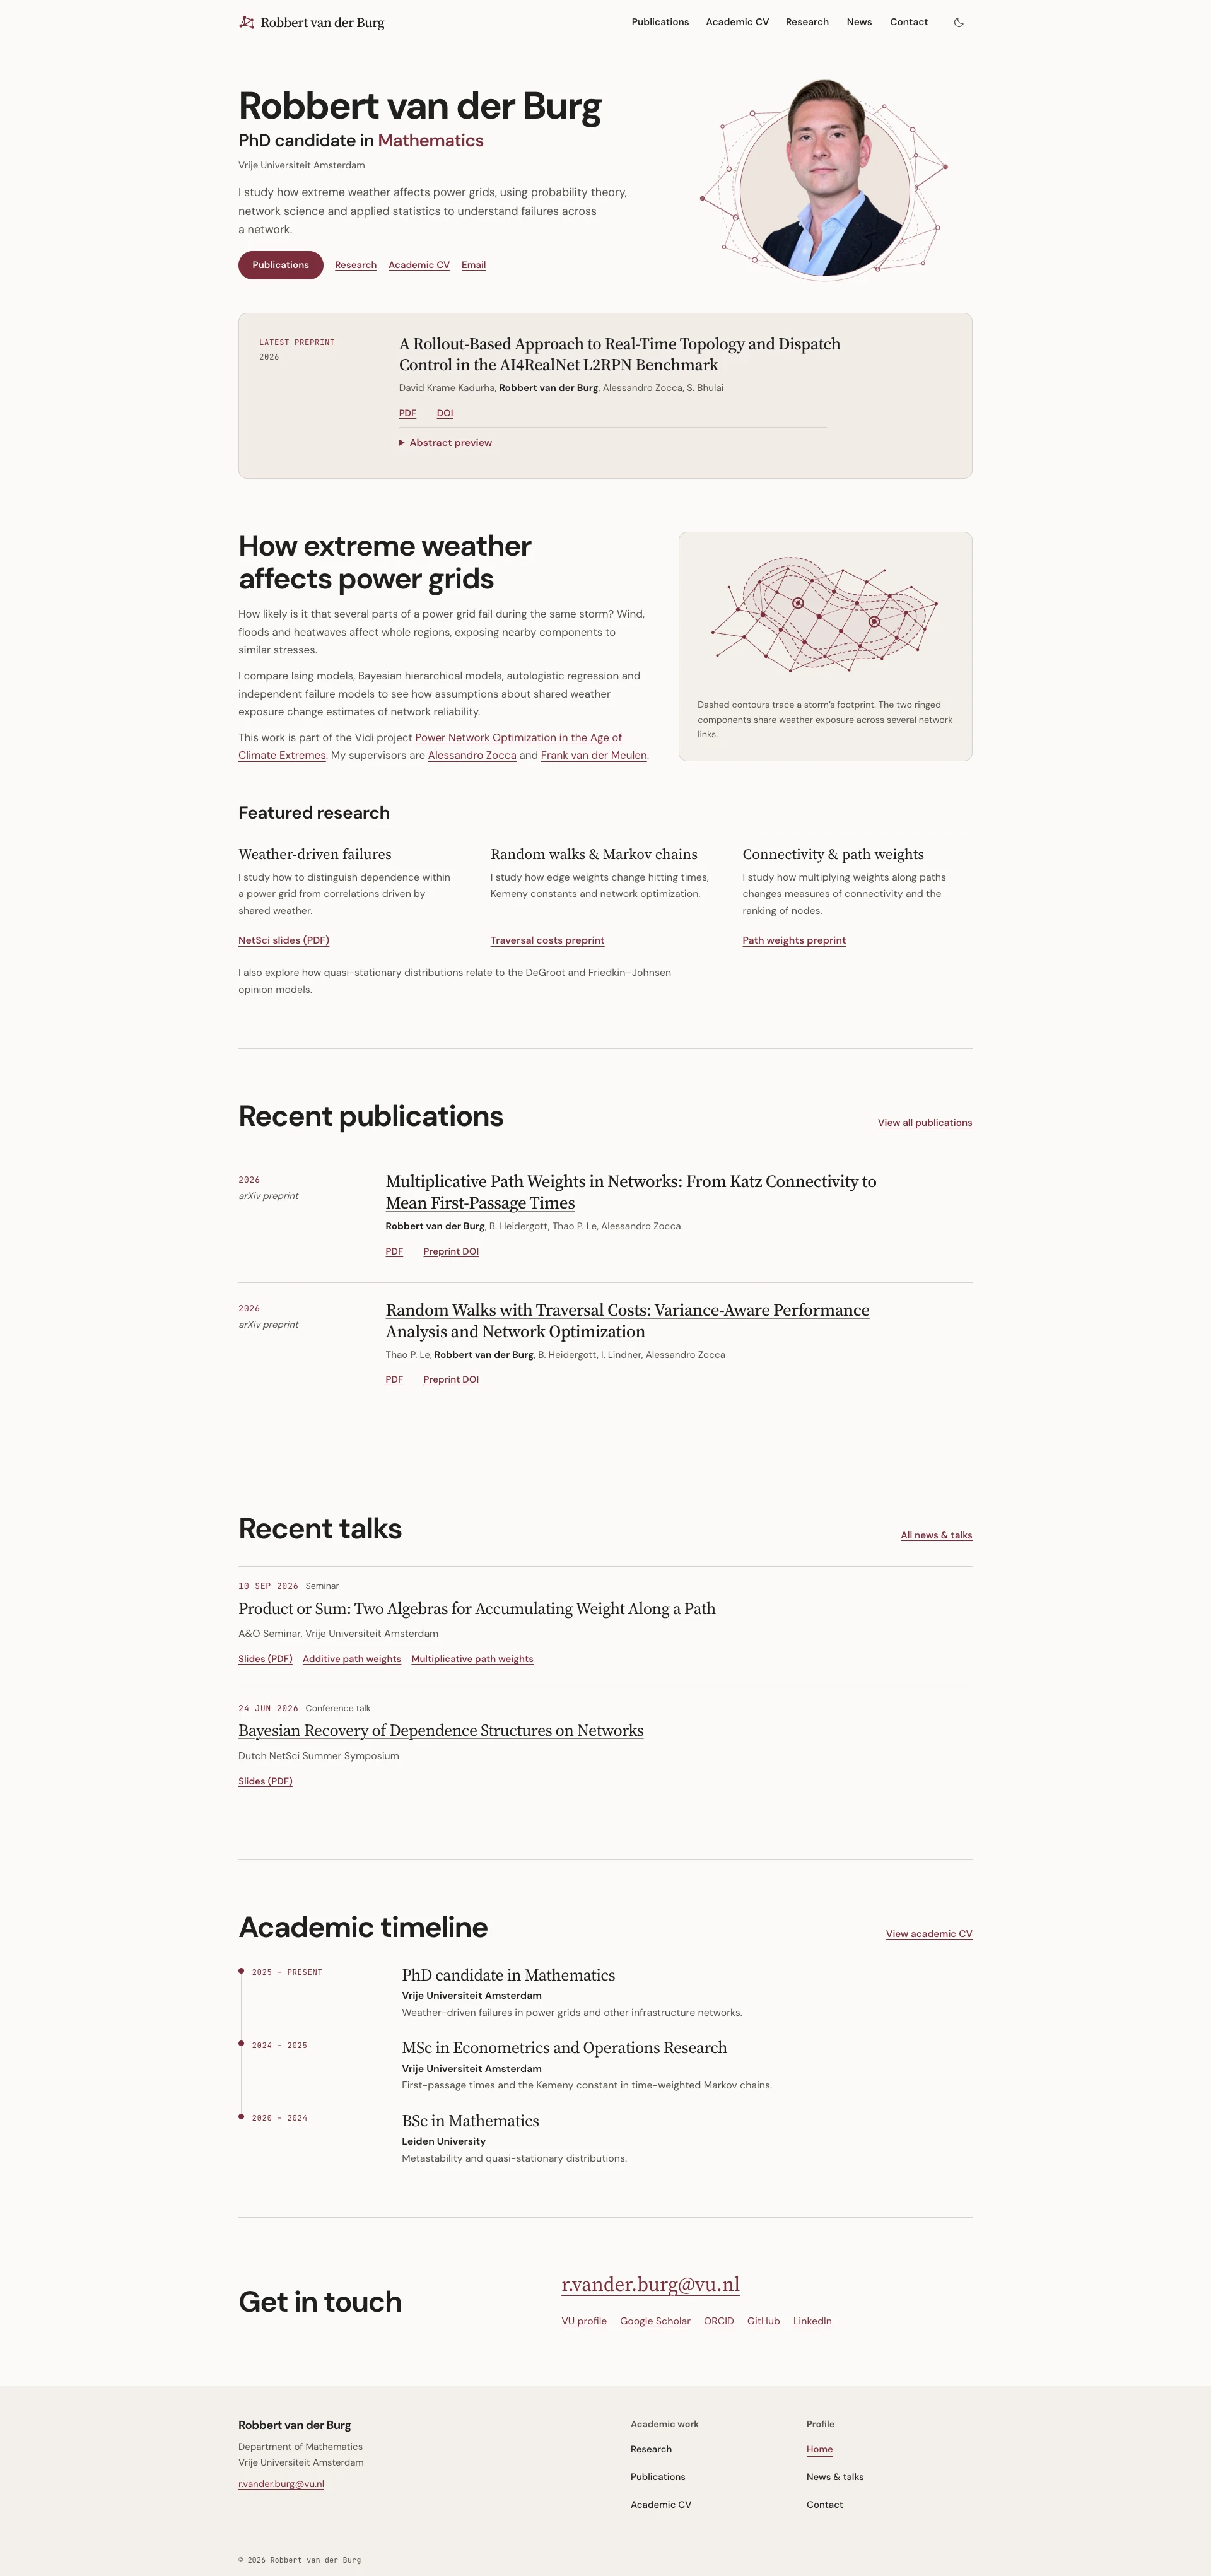 Robbert van der Burg
Publications
Academic CV
Research
News
Contact
Robbert van der Burg
PhD candidate in Mathematics
Vrije Universiteit Amsterdam
I study how extreme weather affects power grids, using probability theory,
network science and applied statistics to understand failures across
a network.
Publications
Research
Academic CV
Email
LATEST PREPRINT
2026
A Rollout-Based Approach to Real-Time Topology and Dispatch
Control in the AI4RealNet L2RPN Benchmark
David Krame Kadurha, Robbert van der Burg, Alessandro Zocca, S. Bhulai
PDF
DOI
Abstract preview
How extreme weather
affects power grids
How likely is it that several parts of a power grid fail during the same storm? Wind,
floods and heatwaves affect whole regions, exposing nearby components to
similar stresses.
I compare Ising models, Bayesian hierarchical models, autologistic regression and
independent failure models to see how assumptions about shared weather
exposure change estimates of network reliability.
This work is part of the Vidi project Power Network Optimization in the Age of
Climate Extremes. My supervisors are Alessandro Zocca and Frank van der Meulen.
Dashed contours trace a storm's footprint. The two ringed
components share weather exposure across several network
links.
Featured research
Weather-driven failures
I study how to distinguish dependence within
a power grid from correlations driven by
shared weather.
NetSci slides (PDF)
Random walks & Markov chains
I study how edge weights change hitting times,
Kemeny constants and network optimization.
Traversal costs preprint
Connectivity & path weights
I study how multiplying weights along paths
changes measures of connectivity and the
ranking of nodes.
Path weights preprint
I also explore how quasi-stationary distributions relate to the DeGroot and Friedkin–Johnsen
opinion models.
Recent publications
View all publications
2026
arXiv preprint
Multiplicative Path Weights in Networks: From Katz Connectivity to
Mean First-Passage Times
Robbert van der Burg, B. Heidergott, Thao P. Le, Alessandro Zocca
PDF
Preprint DOI
2026
arXiv preprint
Random Walks with Traversal Costs: Variance-Aware Performance
Analysis and Network Optimization
Thao P. Le, Robbert van der Burg, B. Heidergott, I. Lindner, Alessandro Zocca
PDF
Preprint DOI
Recent talks
All news & talks
10 SEP 2026 Seminar
Product or Sum: Two Algebras for Accumulating Weight Along a Path
A&O Seminar, Vrije Universiteit Amsterdam
Slides (PDF)
Additive path weights
Multiplicative path weights
24 JUN 2026 Conference talk
Bayesian Recovery of Dependence Structures on Networks
Dutch NetSci Summer Symposium
Slides (PDF)
Academic timeline
View academic CV
2025 – PRESENT
PhD candidate in Mathematics
Vrije Universiteit Amsterdam
Weather-driven failures in power grids and other infrastructure networks.
2024 – 2025
MSc in Econometrics and Operations Research
Vrije Universiteit Amsterdam
First-passage times and the Kemeny constant in time-weighted Markov chains.
2020 – 2024
BSc in Mathematics
Leiden University
Metastability and quasi-stationary distributions.
Get in touch
r.vander.burg@vu.nl
VU profile
Google Scholar
ORCID
GitHub
LinkedIn
Robbert van der Burg
Department of Mathematics
Vrije Universiteit Amsterdam
r.vander.burg@vu.nl
Academic work
Research
Publications
Academic CV
Profile
Home
News & talks
Contact
© 2026 Robbert van der Burg